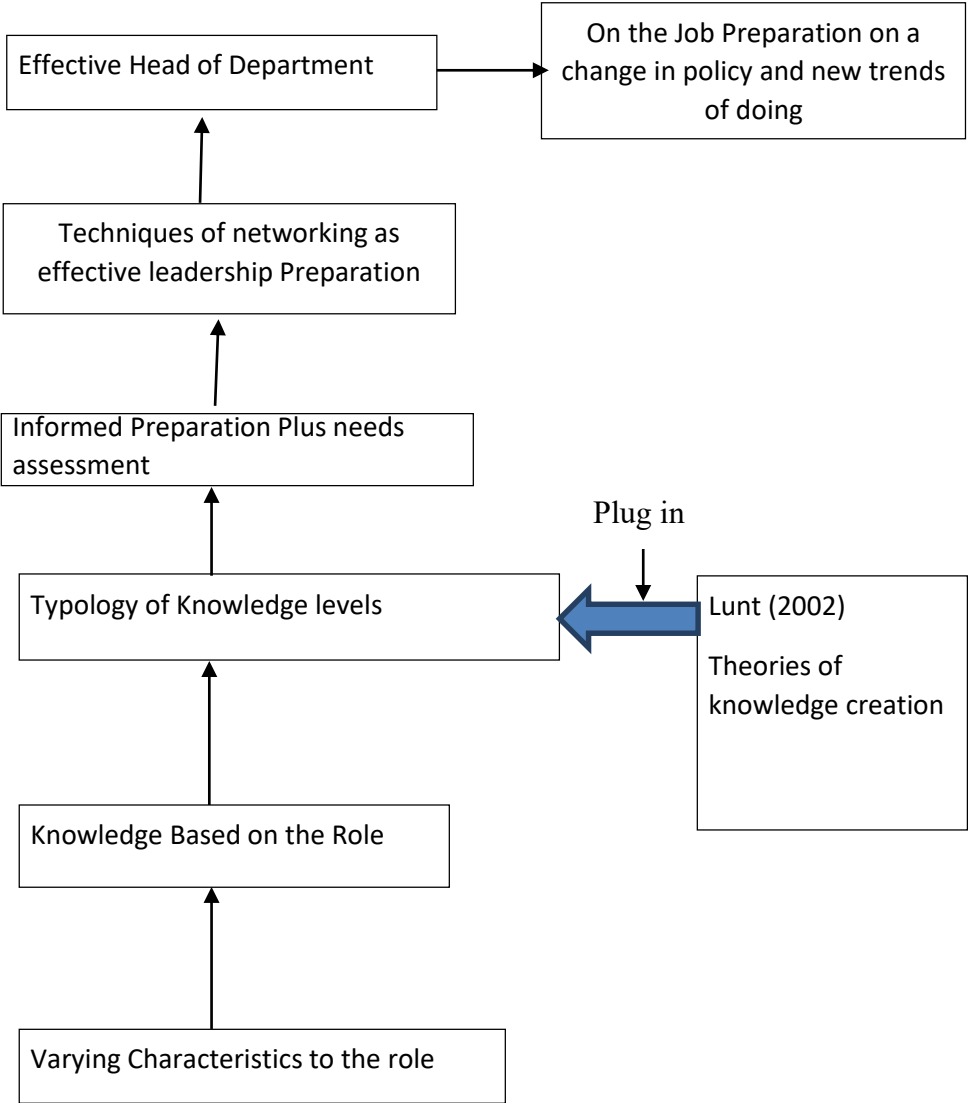 Effective Head of Department
On the Job Preparation on a
change in policy and new trends
of doing
Techniques of networking as
effective leadership Preparation
Informed Preparation Plus needs
assessment
Plug in
Typology of Knowledge levels
Lunt (2002)
Theories of
knowledge creation
Knowledge Based on the Role
Varying Characteristics to the role